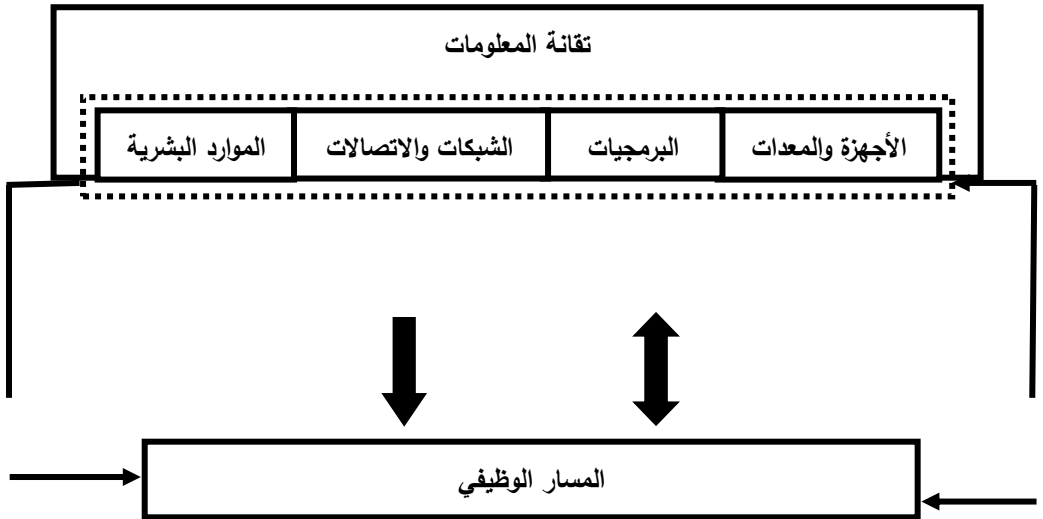 تقانة المعلومات
الأجهزة والمعدات
البرمجيات
الشبكات والاتصالات
الموارد البشرية
المسار الوظيفي